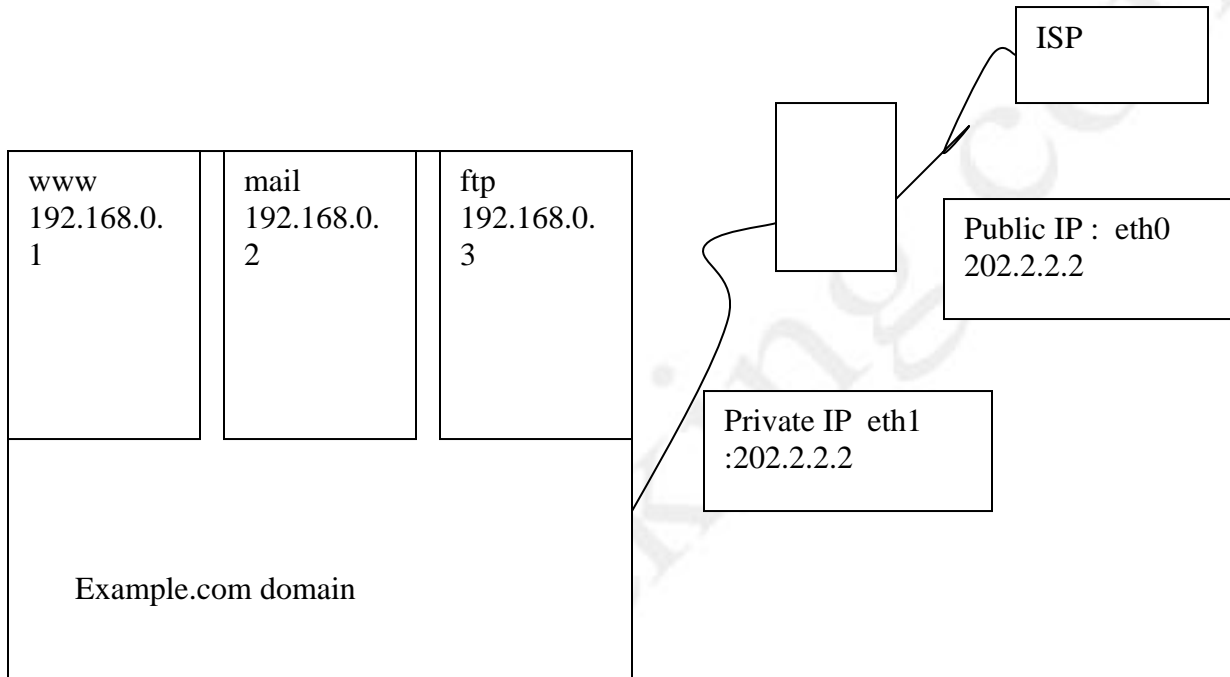 ISP
www
192.168.0.
1
mail
192.168.0.
2
ftp
192.168.0.
3
Public IP :  eth0
202.2.2.2
Private IP  eth1
:202.2.2.2
Example.com domain